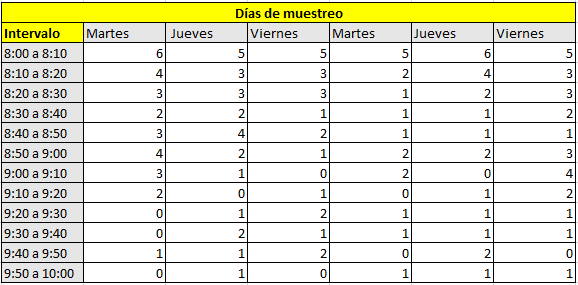 Días de muestreo
Intervalo Martes Jueves Viernes Martes Jueves Viernes
8:00 a 8:10 6 5 5 5 6 5
8:10 a 8:20 4 3 3 2 4 3
8:20 a 8:30 3 3 3 1 2 3
8:30 a 8:40 2 2 1 1 1 2
8:40 a 8:50 3 4 2 1 1 1
8:50 a 9:00 4 2 1 2 2 3
9:00 a 9:10 3 1 0 2 0 4
9:10 a 9:20 2 0 1 0 1 2
9:20 a 9:30 0 1 2 1 1 1
9:30 a 9:40 0 2 1 1 1 1
9:40 a 9:50 1 1 2 0 2 0
9:50 a 10:00 0 1 0 1 1 1